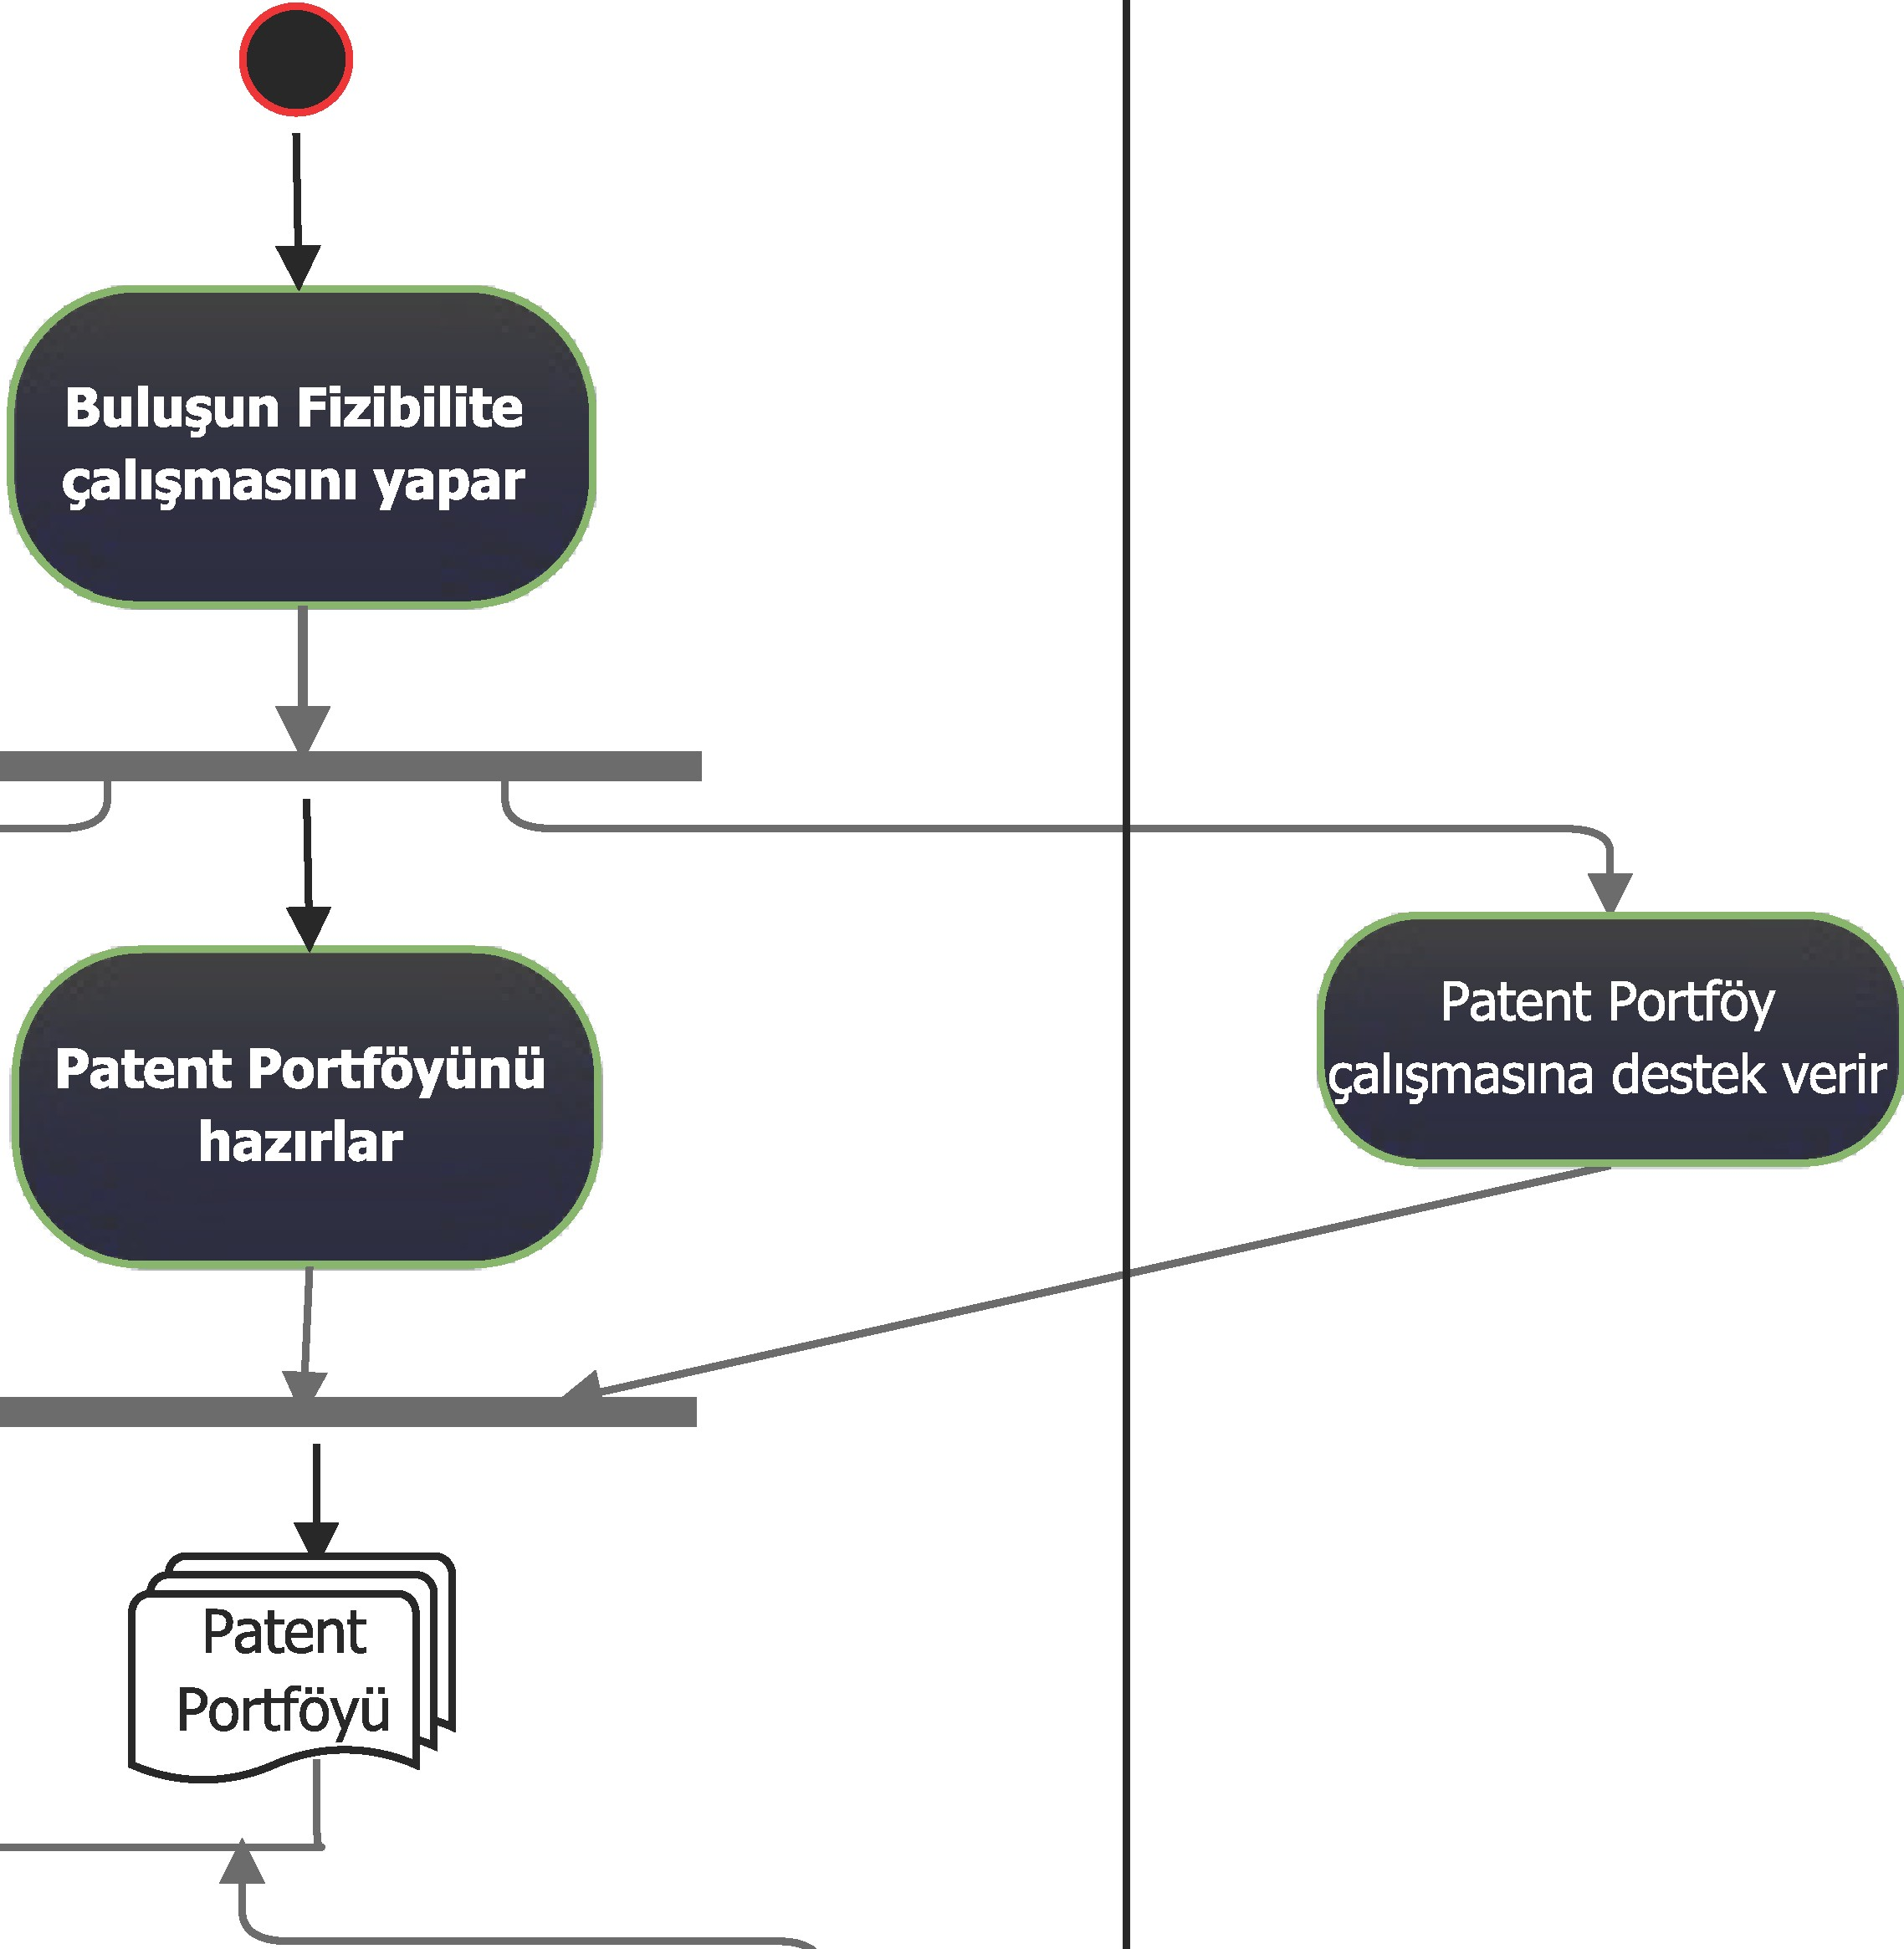 Buluşun Fizibilite
çalışmasını yapar
Patent Portföy
çalışmasına destek verir
Patent Portföyünü
hazırlar
Patent
Portföyü